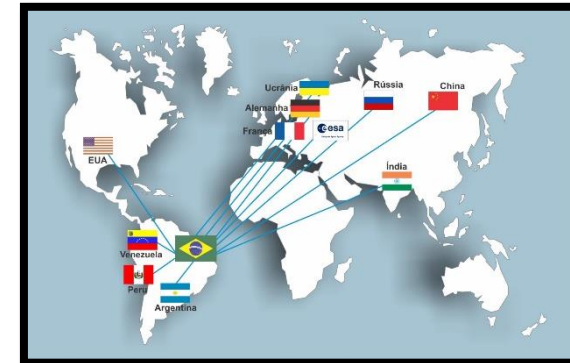 Ucrânia
Rússia
China
Alemanha
França
esa
EUA
Índia
Venezuela
Peru
Argentina